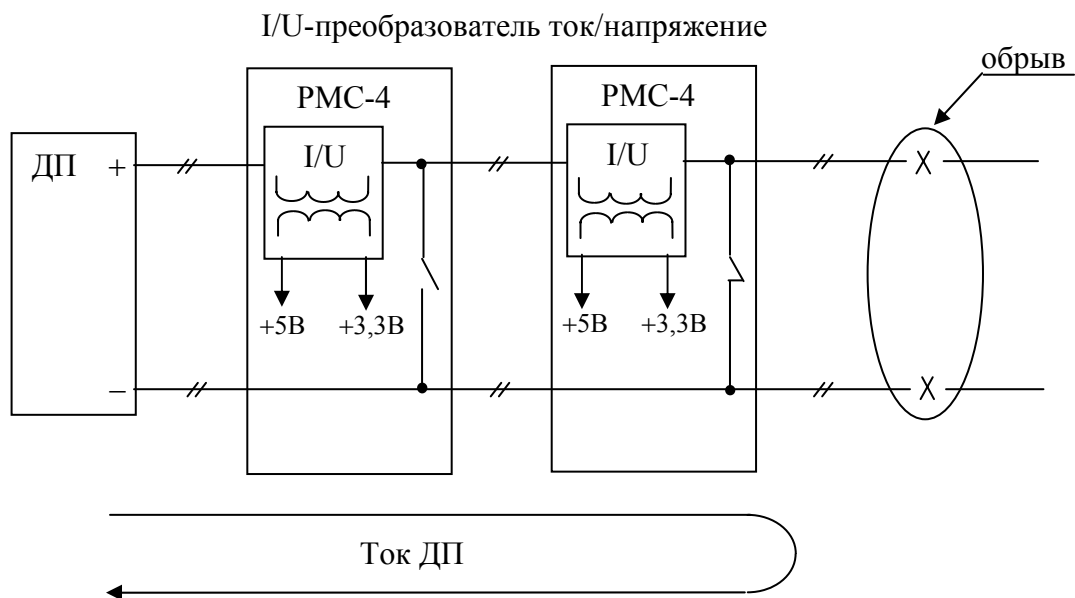 I/U-преобразователь ток/напряжение
обрыв
РМС-4
РМС-4
ДП
+
I/U
I/U
X
+5В
+3,3В
+5В
+3,3В
–
X
Ток ДП